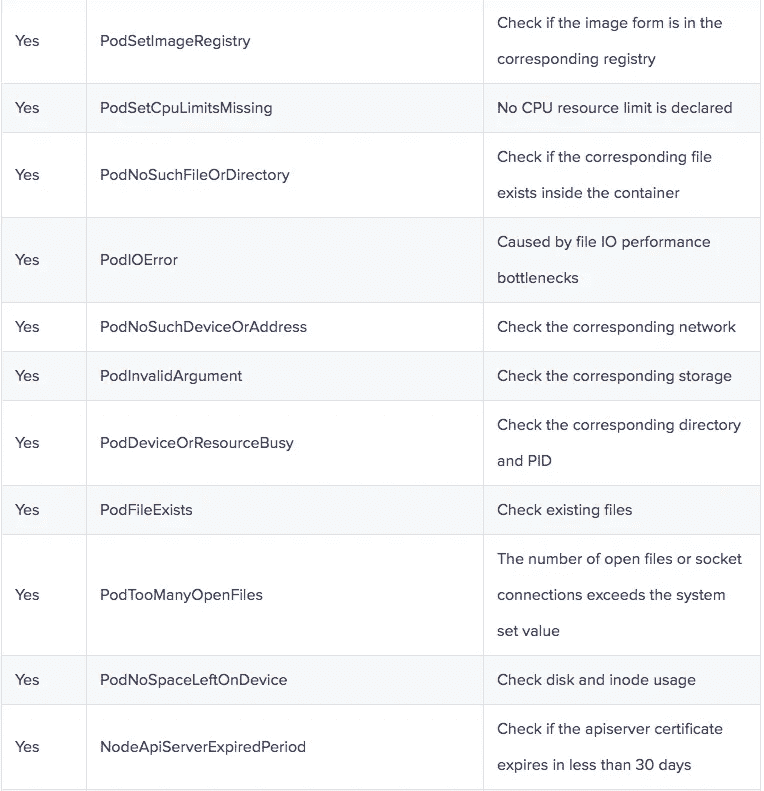 Yes PodSetImageRegistry Check if the image form is in the
corresponding registry
Yes PodSetCpuLimitsMissing No CPU resource limit is declared
Yes PodNoSuchFileOrDirectory Check if the corresponding file
exists inside the container
Yes PodIOError Caused by file IO performance
bottlenecks
Yes PodNoSuchDeviceOrAddress Check the corresponding network
Yes PodInvalidArgument Check the corresponding storage
Yes PodDeviceOrResourceBusy Check the corresponding directory
and PID
Yes PodFileExists Check existing files
Yes PodTooManyOpenFiles The number of open files or socket
connections exceeds the system
set value
Yes PodNoSpaceLeftOnDevice Check disk and inode usage
Yes NodeApiServerExpiredPeriod Check if the apiserver certificate
expires in less than 30 days